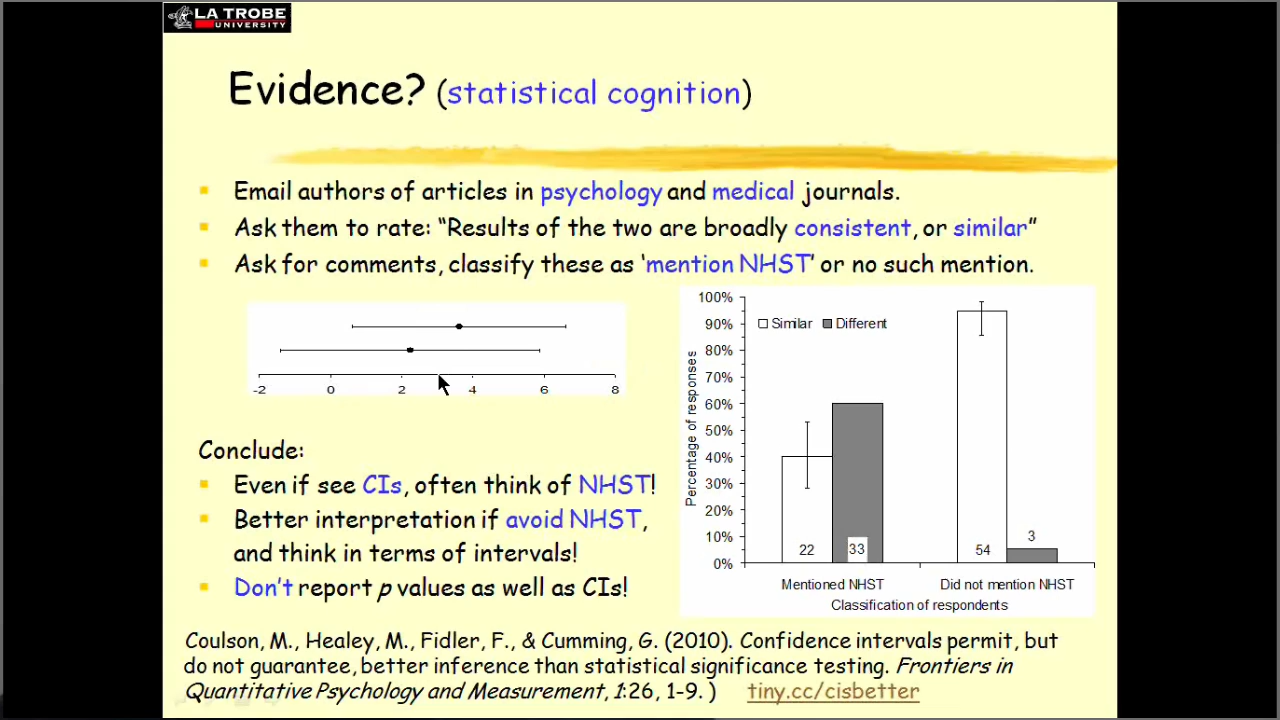 LA TROBE
UNIVERSITY
Evidence? (statistical cognition)
Email authors of articles in psychology and medical journals.
Ask them to rate: “Results of the two are broadly consistent, or similar”
Ask for comments, classify these as ‘mention NHST’ or no such mention.
-2 0 2 4 6 8
Conclude:
Even if see CIs, often think of NHST!
Better interpretation if avoid NHST,
and think in terms of intervals!
Don’t report p values as well as CIs!
100%
90%
80%
70%
60%
50%
40%
30%
20%
10%
0%
Percentage of responses
Similar Different
22 33 54 3
Mentioned NHST Did not mention NHST
Classification of respondents
Coulson, M., Healey, M., Fidler, F., & Cumming, G. (2010). Confidence intervals permit, but
do not guarantee, better inference than statistical significance testing. Frontiers in
Quantitative Psychology and Measurement, 1:26, 1-9. ) tiny.cc/cisbetter